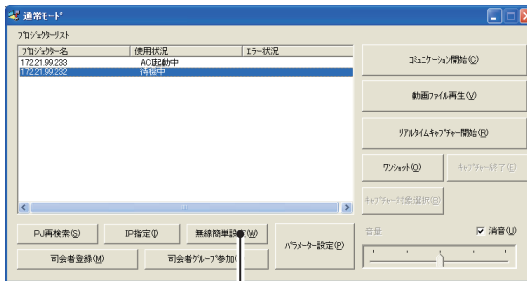 通常モード
プロジェクターリスト
プロジェクター名 使用状況 エラー状況
172.21.99.233 ACI起動中
172.21.99.232 待機中
コミュニケーション開始(C)
動画ファイル再生(V)
リアルタイムキャプチャー開始(R)
ワンショット(O) キャプチャー終了(E)
キャプチャー対象選択(B)
PJ再検索(S) IP指定(I) 無線簡単設定(W) パラメーター設定(P)
音量 消音(U)
司会者登録(M) 司会者グループ参加